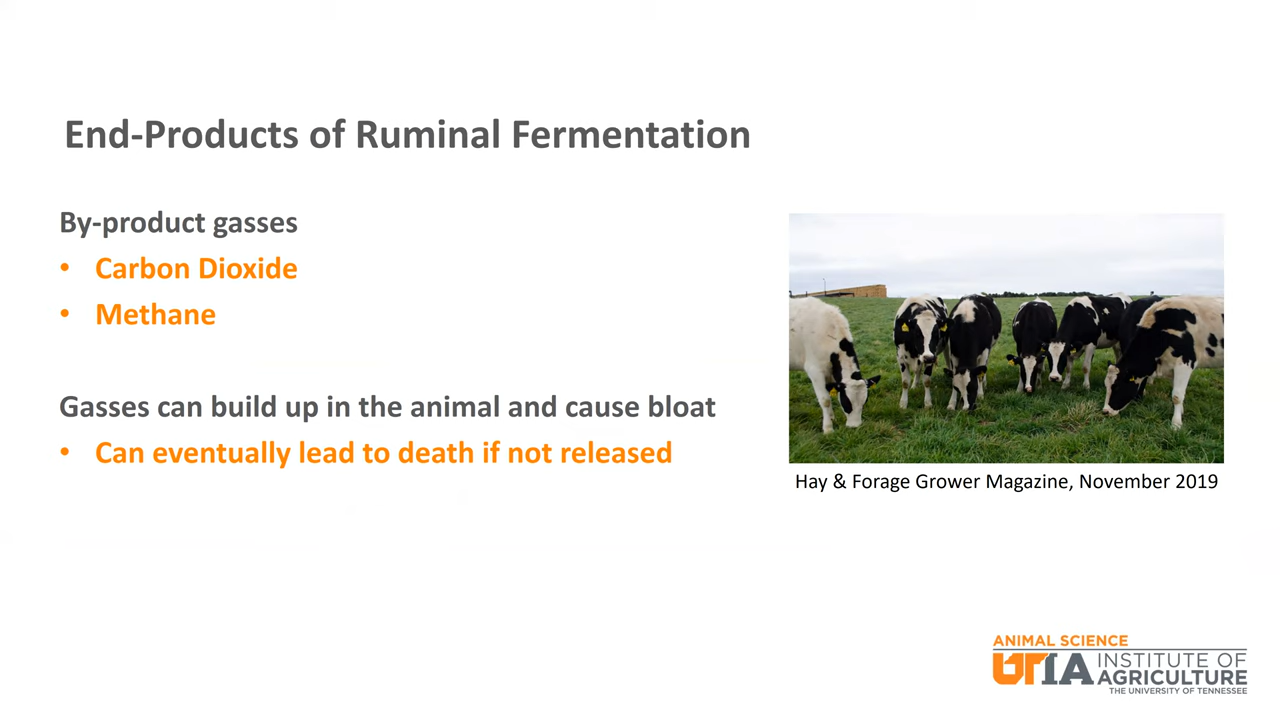 End-Products of Ruminal Fermentation
By-product gasses
• Carbon Dioxide
• Methane
Gasses can build up in the animal and cause bloat
• Can eventually lead to death if not released
Hay & Forage Grower Magazine, November 2019
ANIMAL SCIENCE
UTIA INSTITUTE OF
AGRICULTURE
THE UNIVERSITY OF TENNESSEE